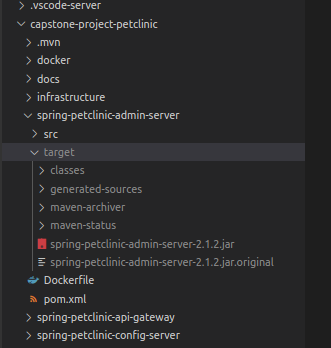 .vscode-server
capstone-project-petclinic
.mvn
docker
docs
infrastructure
spring-petclinic-admin-server
src
target
classes
generated-sources
maven-archiver
maven-status
spring-petclinic-admin-server-2.1.2.jar
spring-petclinic-admin-server-2.1.2.jar.original
Dockerfile
pom.xml
spring-petclinic-api-gateway
spring-petclinic-config-server